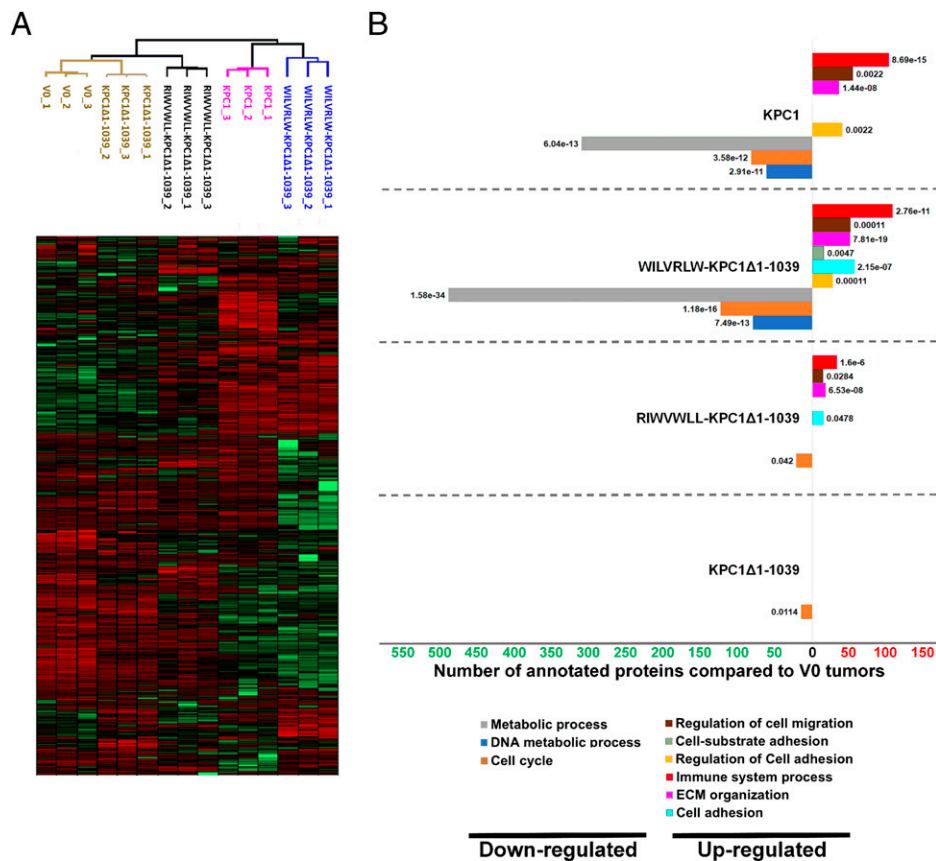 A
V0_1
V0_2
V0_3
KPC1Δ1-1039_2
KPC1Δ1-1039_3
KPC1Δ1-1039_1
RIWVWLL-KPC1Δ1-1039_2
RIWVWLL-KPC1Δ1-1039_1
RIWVWLL-KPC1Δ1-1039_3
KPC1_3
KPC1_2
KPC1_1
WILVRLW-KPC1Δ1-1039_3
WILVRLW-KPC1Δ1-1039_2
WILVRLW-KPC1Δ1-1039_1
B
8.69e-15
0.0022
1.44e-08
KPC1
0.0022
6.04e-13
3.58e-12
2.91e-11
2.76e-11
0.00011
7.81e-19
0.0047
WILVRLW-KPC1Δ1-1039
2.15e-07
0.00011
1.58e-34
1.18e-16
7.49e-13
1.6e-6
0.0284
6.53e-08
RIWVWLL-KPC1Δ1-1039
0.0478
0.042
KPC1Δ1-1039
0.0114
550 500 450 400 350 300 250 200 150 100 50 0 50 100 150
Number of annotated proteins compared to V0 tumors
Metabolic process
DNA metabolic process
Cell cycle
Regulation of cell migration
Cell-substrate adhesion
Regulation of Cell adhesion
Immune system process
ECM organization
Cell adhesion
Down-regulated
Up-regulated